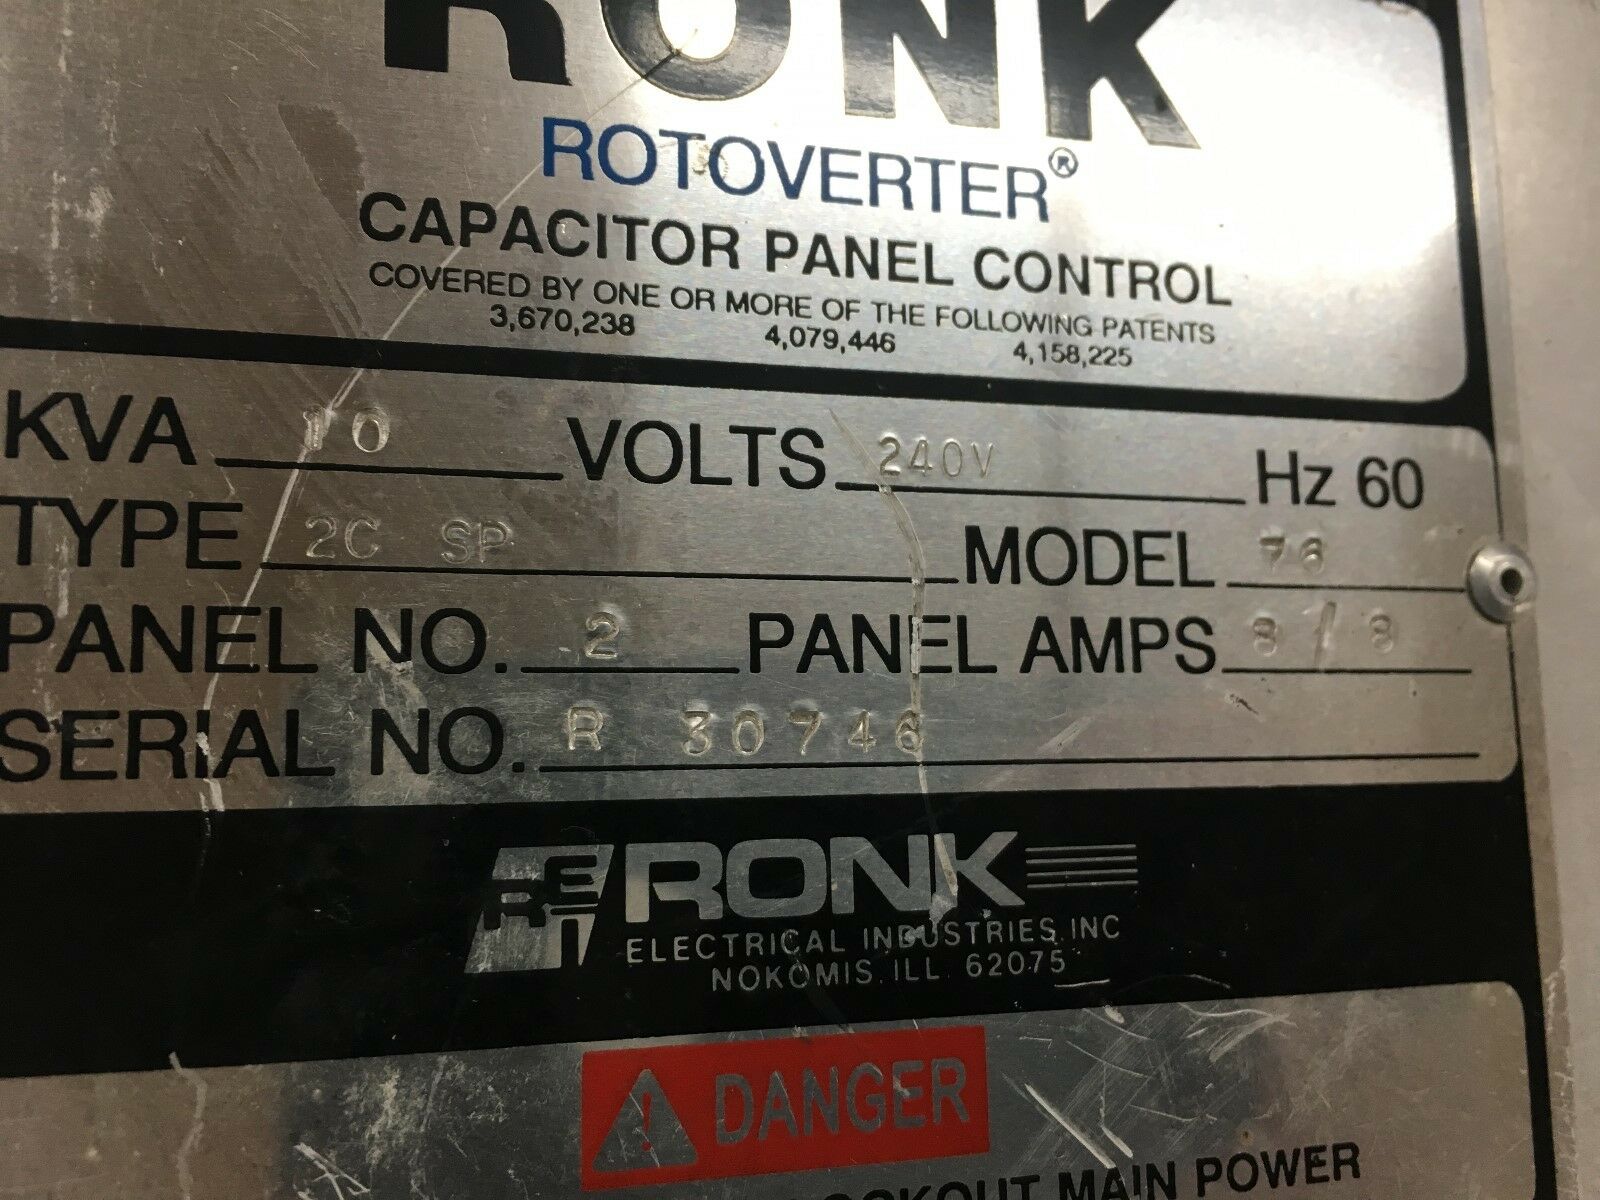 RONK
ROTOVERTER®
CAPACITOR PANEL CONTROL
COVERED BY ONE OR MORE OF THE FOLLOWING PATENTS
3,670,238 4,079,446 4,158,225
KVA 10 VOLTS 240V Hz 60
TYPE 2C SP MODEL 76
PANEL NO. 2 PANEL AMPS 8/8
SERIAL NO. R 30746
REI RONK
ELECTRICAL INDUSTRIES, INC
NOKOMIS, ILL. 62075
DANGER
LOCKOUT MAIN POWER